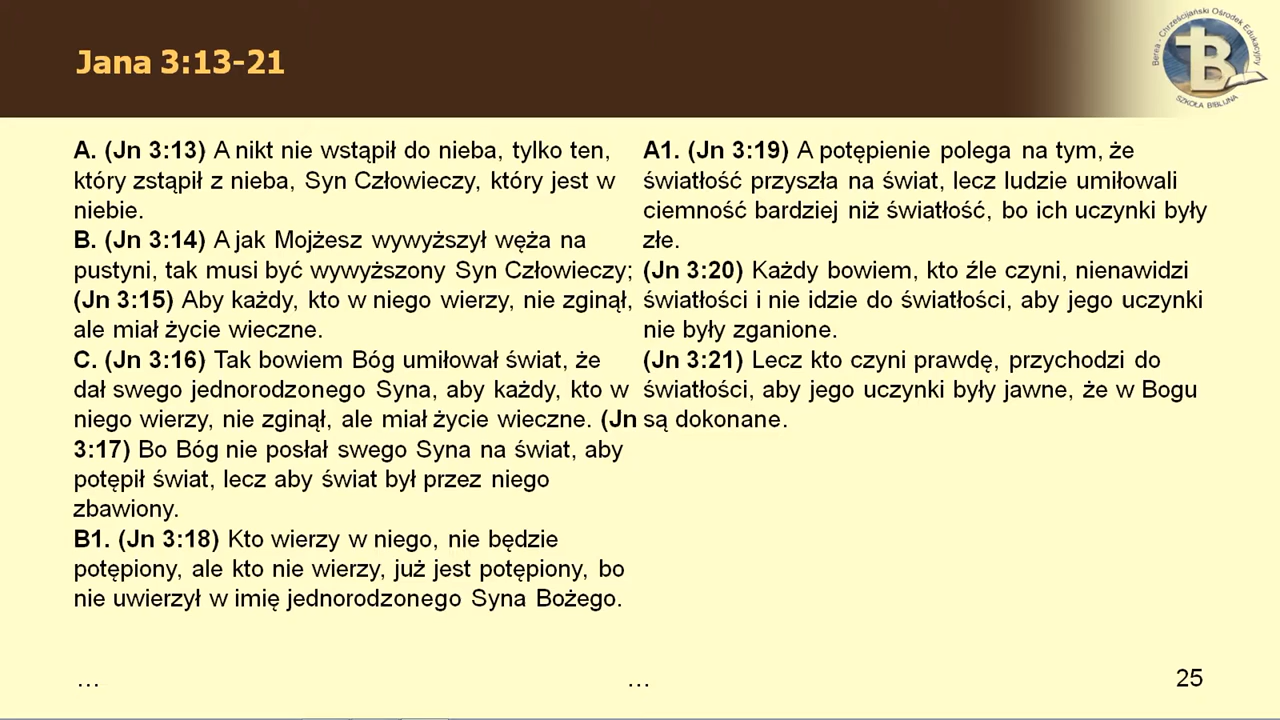 Jana 3:13-21
Berea - Chrześcijański Ośrodek Edukacyjny
SZKOŁA BIBLIJNA
A. (Jn 3:13) A nikt nie wstąpił do nieba, tylko ten,
który zstąpił z nieba, Syn Człowieczy, który jest w
niebie.
B. (Jn 3:14) A jak Mojżesz wywyższył węża na
pustyni, tak musi być wywyższony Syn Człowieczy;
(Jn 3:15) Aby każdy, kto w niego wierzy, nie zginął,
ale miał życie wieczne.
C. (Jn 3:16) Tak bowiem Bóg umiłował świat, że
dał swego jednorodzonego Syna, aby każdy, kto w
niego wierzy, nie zginął, ale miał życie wieczne. (Jn
3:17) Bo Bóg nie posłał swego Syna na świat, aby
potępił świat, lecz aby świat był przez niego
zbawiony.
B1. (Jn 3:18) Kto wierzy w niego, nie będzie
potępiony, ale kto nie wierzy, już jest potępiony, bo
nie uwierzył w imię jednorodzonego Syna Bożego.
A1. (Jn 3:19) A potępienie polega na tym, że
światłość przyszła na świat, lecz ludzie umiłowali
ciemność bardziej niż światłość, bo ich uczynki były
złe.
(Jn 3:20) Każdy bowiem, kto źle czyni, nienawidzi
światłości i nie idzie do światłości, aby jego uczynki
nie były zganione.
(Jn 3:21) Lecz kto czyni prawdę, przychodzi do
światłości, aby jego uczynki były jawne, że w Bogu
są dokonane.
...
...
25